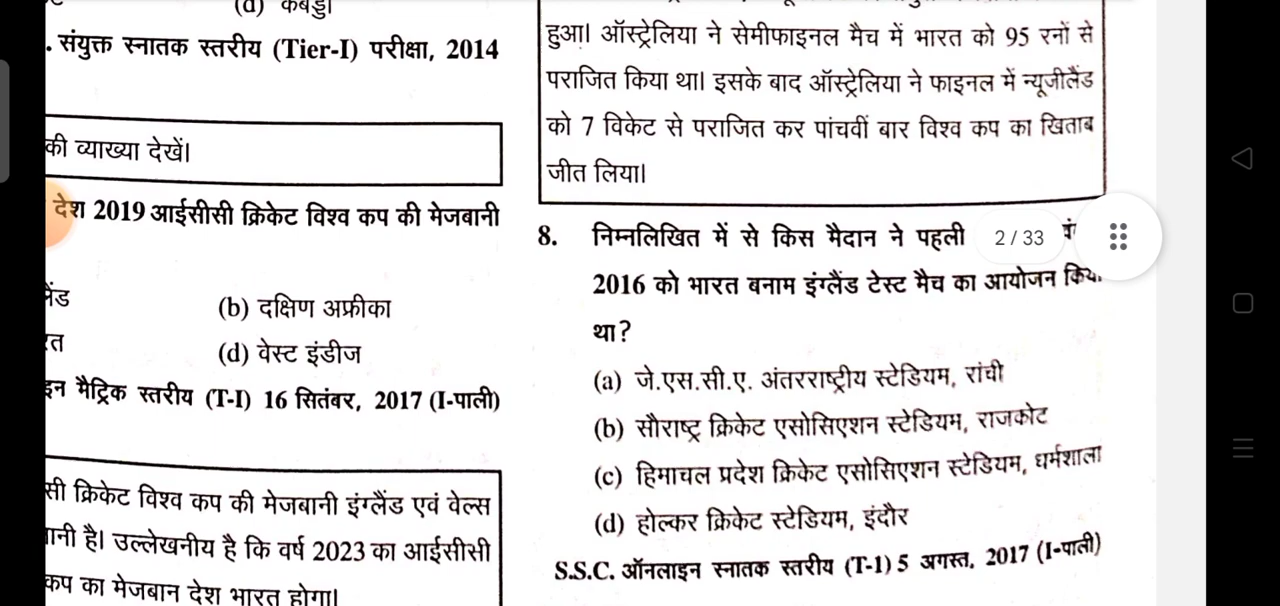 (d) कबड्डी
. संयुक्त स्नातक स्तरीय (Tier-I) परीक्षा, 2014
की व्याख्या देखें।
देश 2019 आईसीसी क्रिकेट विश्व कप की मेजबानी
(b) दक्षिण अफ्रीका
(d) वेस्ट इंडीज
मैट्रिक स्तरीय (T-I) 16 सितंबर, 2017 (I-पाली)
क्रिकेट विश्व कप की मेजबानी इंग्लैंड एवं वेल्स
है। उल्लेखनीय है कि वर्ष 2023 का आईसीसी
कप का मेजबान देश भारत होगा।
हुआ। ऑस्ट्रेलिया ने सेमीफाइनल मैच में भारत को 95 रनों से
पराजित किया था। इसके बाद ऑस्ट्रेलिया ने फाइनल में न्यूजीलैंड
को 7 विकेट से पराजित कर पांचवीं बार विश्व कप का खिताब
जीत लिया।
8. निम्नलिखित में से किस मैदान ने पहली
2/33
2016 को भारत बनाम इंग्लैंड टेस्ट मैच का आयोजन किया
था?
(a) जे.एस.सी.ए. अंतरराष्ट्रीय स्टेडियम, रांची
(b) सौराष्ट्र क्रिकेट एसोसिएशन स्टेडियम, राजकोट
(c) हिमाचल प्रदेश क्रिकेट एसोसिएशन स्टेडियम, धर्मशाला
(d) होल्कर क्रिकेट स्टेडियम, इंदौर
S.S.C. ऑनलाइन स्नातक स्तरीय (T-1) 5 अगस्त, 2017 (I-पाली)